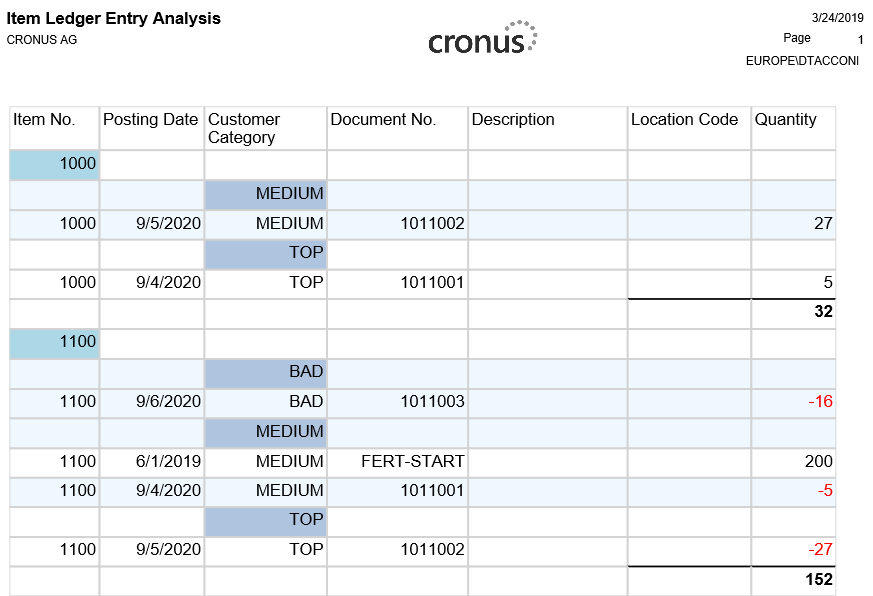 Item Ledger Entry Analysis
3/24/2019
CRONUS AG
cronus
Page 1
EUROPE\DTACCONI
Item No. Posting Date Customer Category Document No. Description Location Code Quantity
1000
MEDIUM
1000 9/5/2020 MEDIUM 1011002 27
TOP
1000 9/4/2020 TOP 1011001 5
32
1100
BAD
1100 9/6/2020 BAD 1011003 -16
MEDIUM
1100 6/1/2019 MEDIUM FERT-START 200
1100 9/4/2020 MEDIUM 1011001 -5
TOP
1100 9/5/2020 TOP 1011002 -27
152